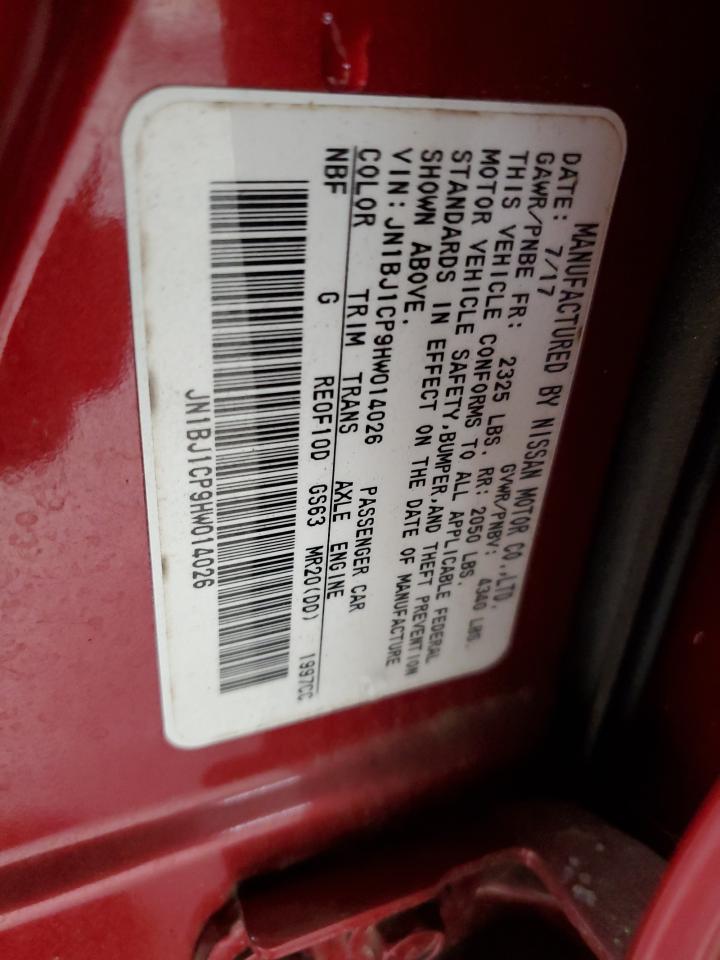 MANUFACTURED BY NISSAN MOTOR CO.,LTD.
DATE: 7/17 GVWR/PNBV: 4340 LBS.
GAWR/PNBE FR: 2325 LBS. RR: 2050 LBS.
THIS VEHICLE CONFORMS TO ALL APPLICABLE FEDERAL
MOTOR VEHICLE SAFETY,BUMPER,AND THEFT PREVENTION
STANDARDS IN EFFECT ON THE DATE OF MANUFACTURE
SHOWN ABOVE.
VIN:JN1BJ1CP9HW014026 PASSENGER CAR
COLOR TRIM TRANS AXLE ENGINE
NBF G RE0F10D GS63 MR20(DD) 1997CC
JN1BJ1CP9HW014026